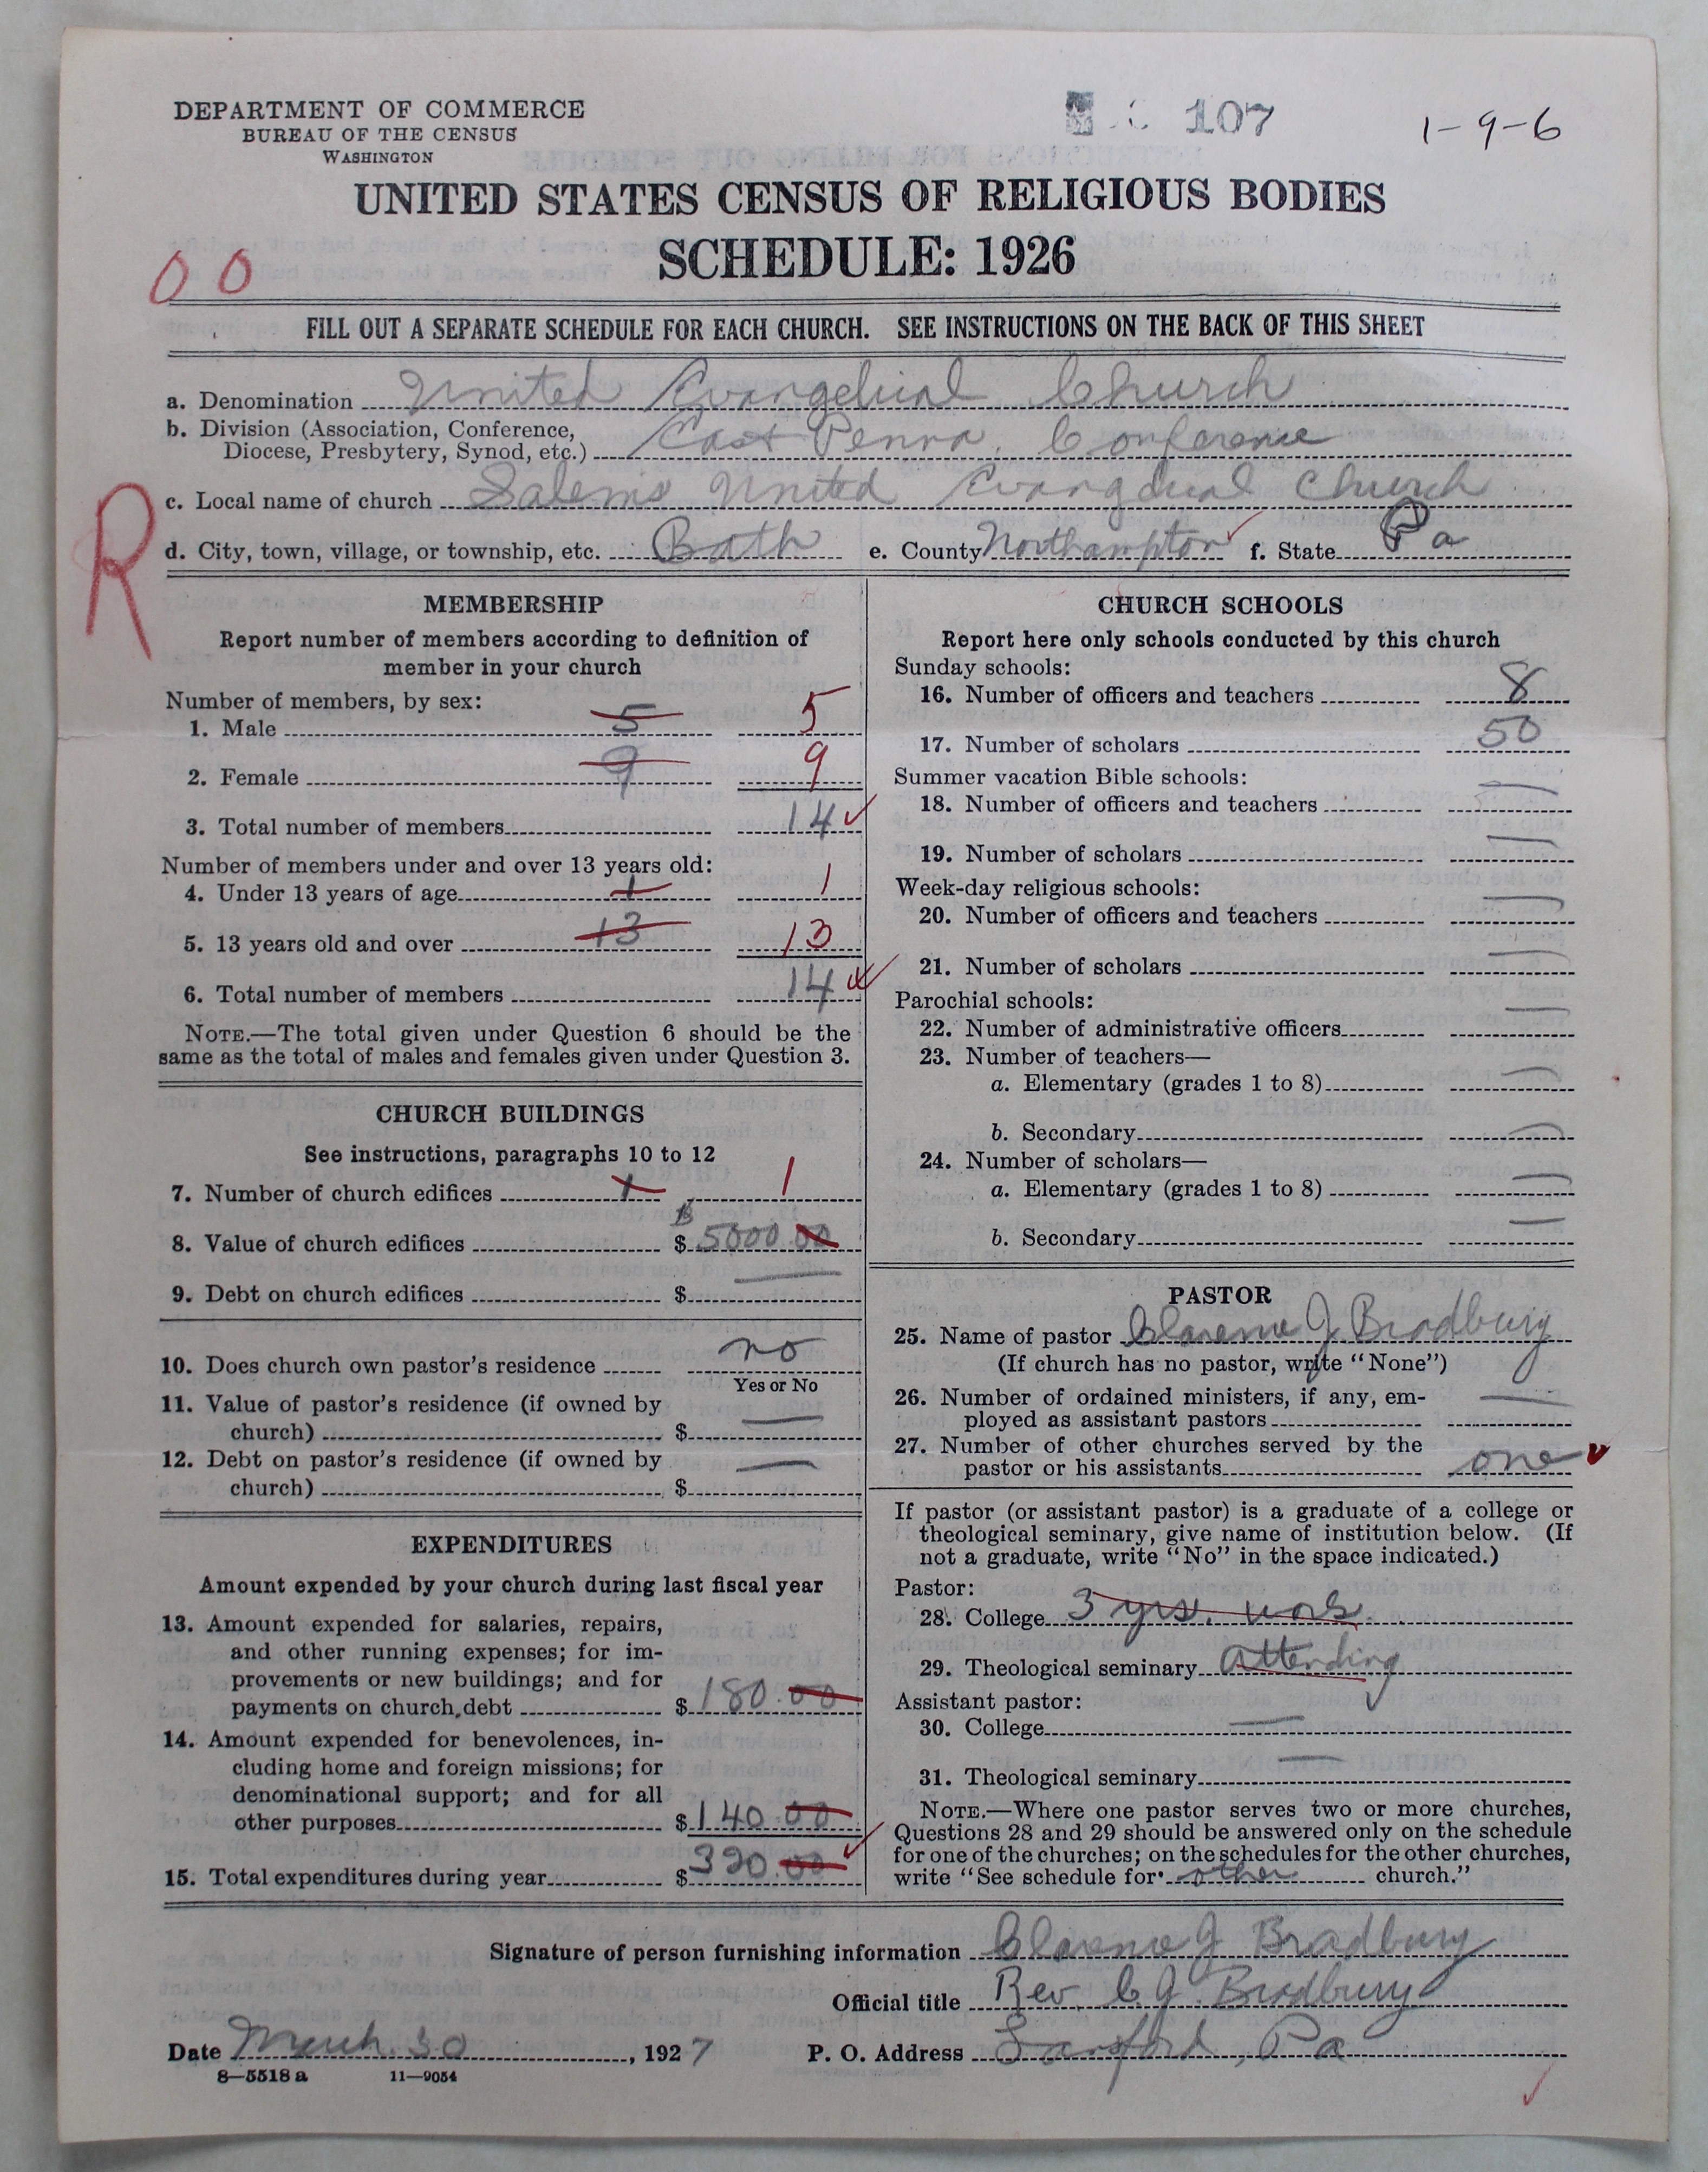 DEPARTMENT OF COMMERCE
BUREAU OF THE CENSUS
WASHINGTON
107
1-9-6
UNITED STATES CENSUS OF RELIGIOUS BODIES
SCHEDULE: 1926
00
FILL OUT A SEPARATE SCHEDULE FOR EACH CHURCH. SEE INSTRUCTIONS ON THE BACK OF THIS SHEET
a. Denomination United Evangelical Church
b. Division (Association, Conference,
Diocese, Presbytery, Synod, etc.) East Penna. Conference
R
c. Local name of church Salem's United Evangelical Church
d. City, town, village, or township, etc. Bath e. County Northampton f. State Pa
MEMBERSHIP
Report number of members according to definition of
member in your church
Number of members, by sex:
1. Male 5 5
2. Female 9 9
3. Total number of members 14
Number of members under and over 13 years old:
4. Under 13 years of age 1 1
5. 13 years old and over 13 13
6. Total number of members 14
NOTE.—The total given under Question 6 should be the
same as the total of males and females given under Question 3.
CHURCH BUILDINGS
See instructions, paragraphs 10 to 12
7. Number of church edifices 1 1
8. Value of church edifices $ 5000.00
9. Debt on church edifices $ —
10. Does church own pastor's residence no
Yes or No
11. Value of pastor's residence (if owned by
church) $ —
12. Debt on pastor's residence (if owned by
church) $ —
EXPENDITURES
Amount expended by your church during last fiscal year
13. Amount expended for salaries, repairs,
and other running expenses; for im-
provements or new buildings; and for
payments on church debt $ 180.00
14. Amount expended for benevolences, in-
cluding home and foreign missions; for
denominational support; and for all
other purposes $ 140.00
15. Total expenditures during year $ 320.00
CHURCH SCHOOLS
Report here only schools conducted by this church
Sunday schools:
16. Number of officers and teachers 8
17. Number of scholars 50
Summer vacation Bible schools:
18. Number of officers and teachers —
19. Number of scholars —
Week-day religious schools:
20. Number of officers and teachers —
21. Number of scholars —
Parochial schools:
22. Number of administrative officers —
23. Number of teachers—
a. Elementary (grades 1 to 8) —
b. Secondary —
24. Number of scholars—
a. Elementary (grades 1 to 8) —
b. Secondary —
PASTOR
25. Name of pastor Clarence J. Bradbury
(If church has no pastor, write "None")
26. Number of ordained ministers, if any, em-
ployed as assistant pastors —
27. Number of other churches served by the
pastor or his assistants one
If pastor (or assistant pastor) is a graduate of a college or
theological seminary, give name of institution below. (If
not a graduate, write "No" in the space indicated.)
Pastor:
28. College 3 yrs. work
29. Theological seminary attending
Assistant pastor:
30. College —
31. Theological seminary —
NOTE.—Where one pastor serves two or more churches,
Questions 28 and 29 should be answered only on the schedule
for one of the churches; on the schedules for the other churches,
write "See schedule for other church."
Signature of person furnishing information Clarence J Bradbury
Official title Rev. C. J. Bradbury
Date March 30, 1927 P. O. Address Pa
8—5518 a 11—9054